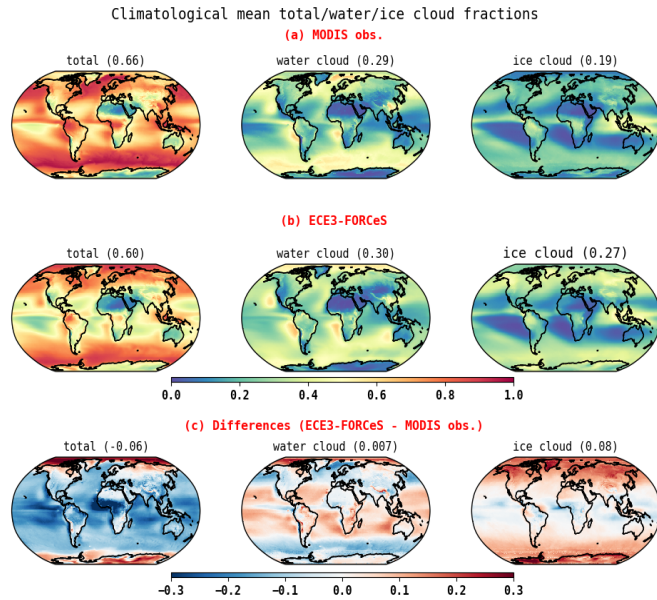 Climatological mean total/water/ice cloud fractions
(a) MODIS obs.
total (0.66) water cloud (0.29) ice cloud (0.19)
(b) ECE3-FORCeS
total (0.60) water cloud (0.30) ice cloud (0.27)
0.0 0.2 0.4 0.6 0.8 1.0
(c) Differences (ECE3-FORCeS - MODIS obs.)
total (-0.06) water cloud (0.007) ice cloud (0.08)
−0.3 −0.2 −0.1 0.0 0.1 0.2 0.3